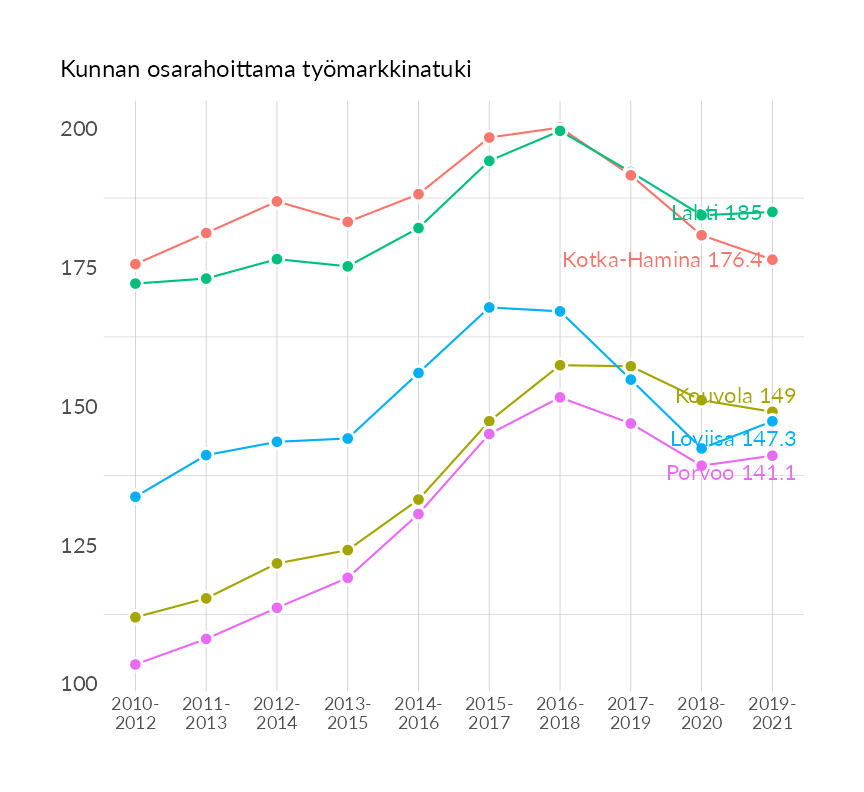 Kunnan osarahoittama työmarkkinatuki
200
175
150
125
100
Lahti 185
Kotka-Hamina 176.4
Kouvola 149
Loviisa 147.3
Porvoo 141.1
2010- 2011- 2012- 2013- 2014- 2015- 2016- 2017- 2018- 2019-
2012 2013 2014 2015 2016 2017 2018 2019 2020 2021